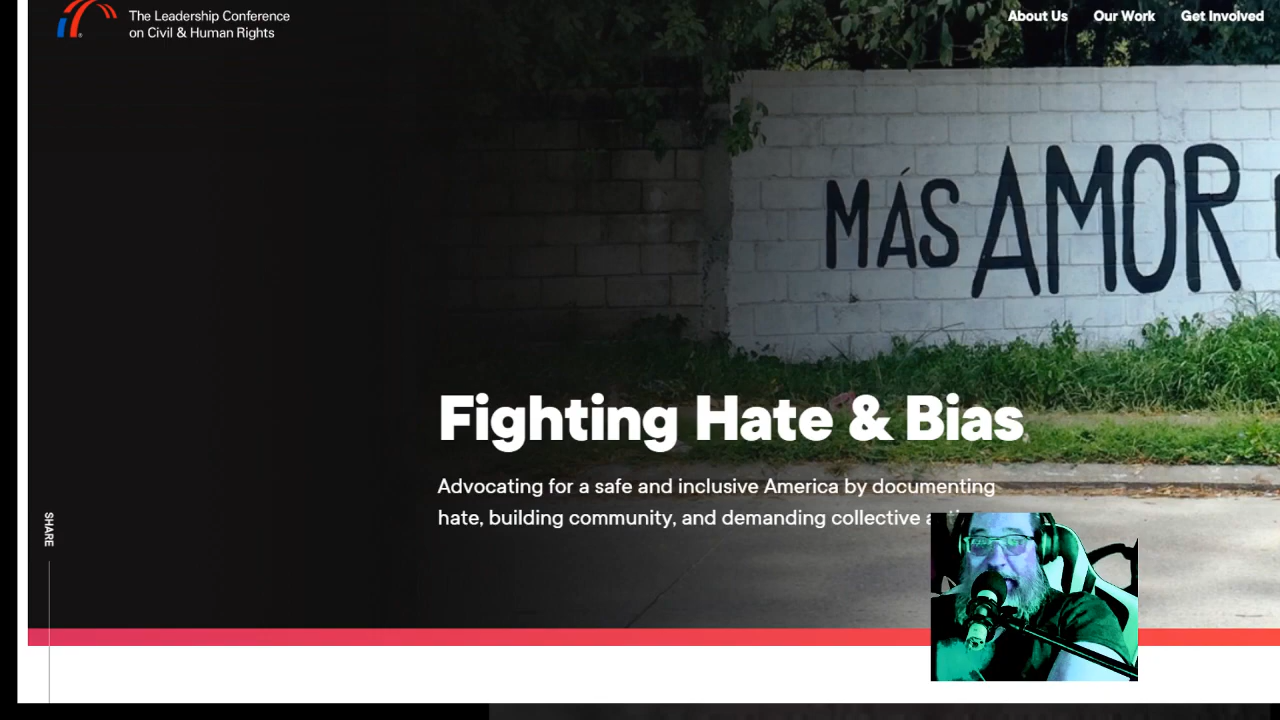 The Leadership Conference
on Civil & Human Rights
About Us
Our Work
Get Involved
MÁS AMOR
Fighting Hate & Bias
Advocating for a safe and inclusive America by documenting
hate, building community, and demanding collective
SHARE